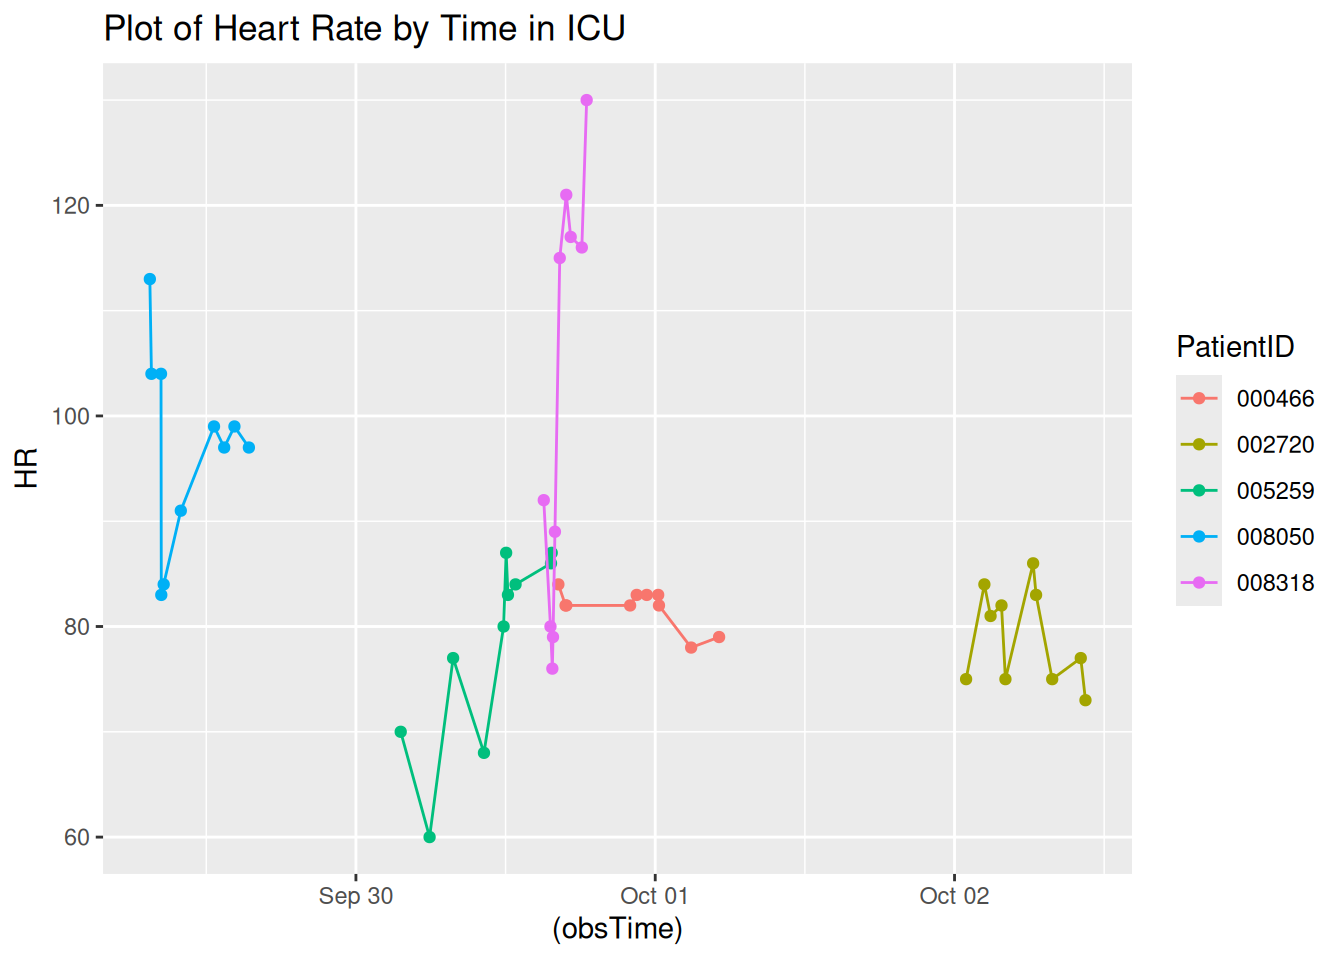 Plot of Heart Rate by Time in ICU
HR
120
100
80
60
Sep 30
Oct 01
Oct 02
(obsTime)
PatientID
000466
002720
005259
008050
008318